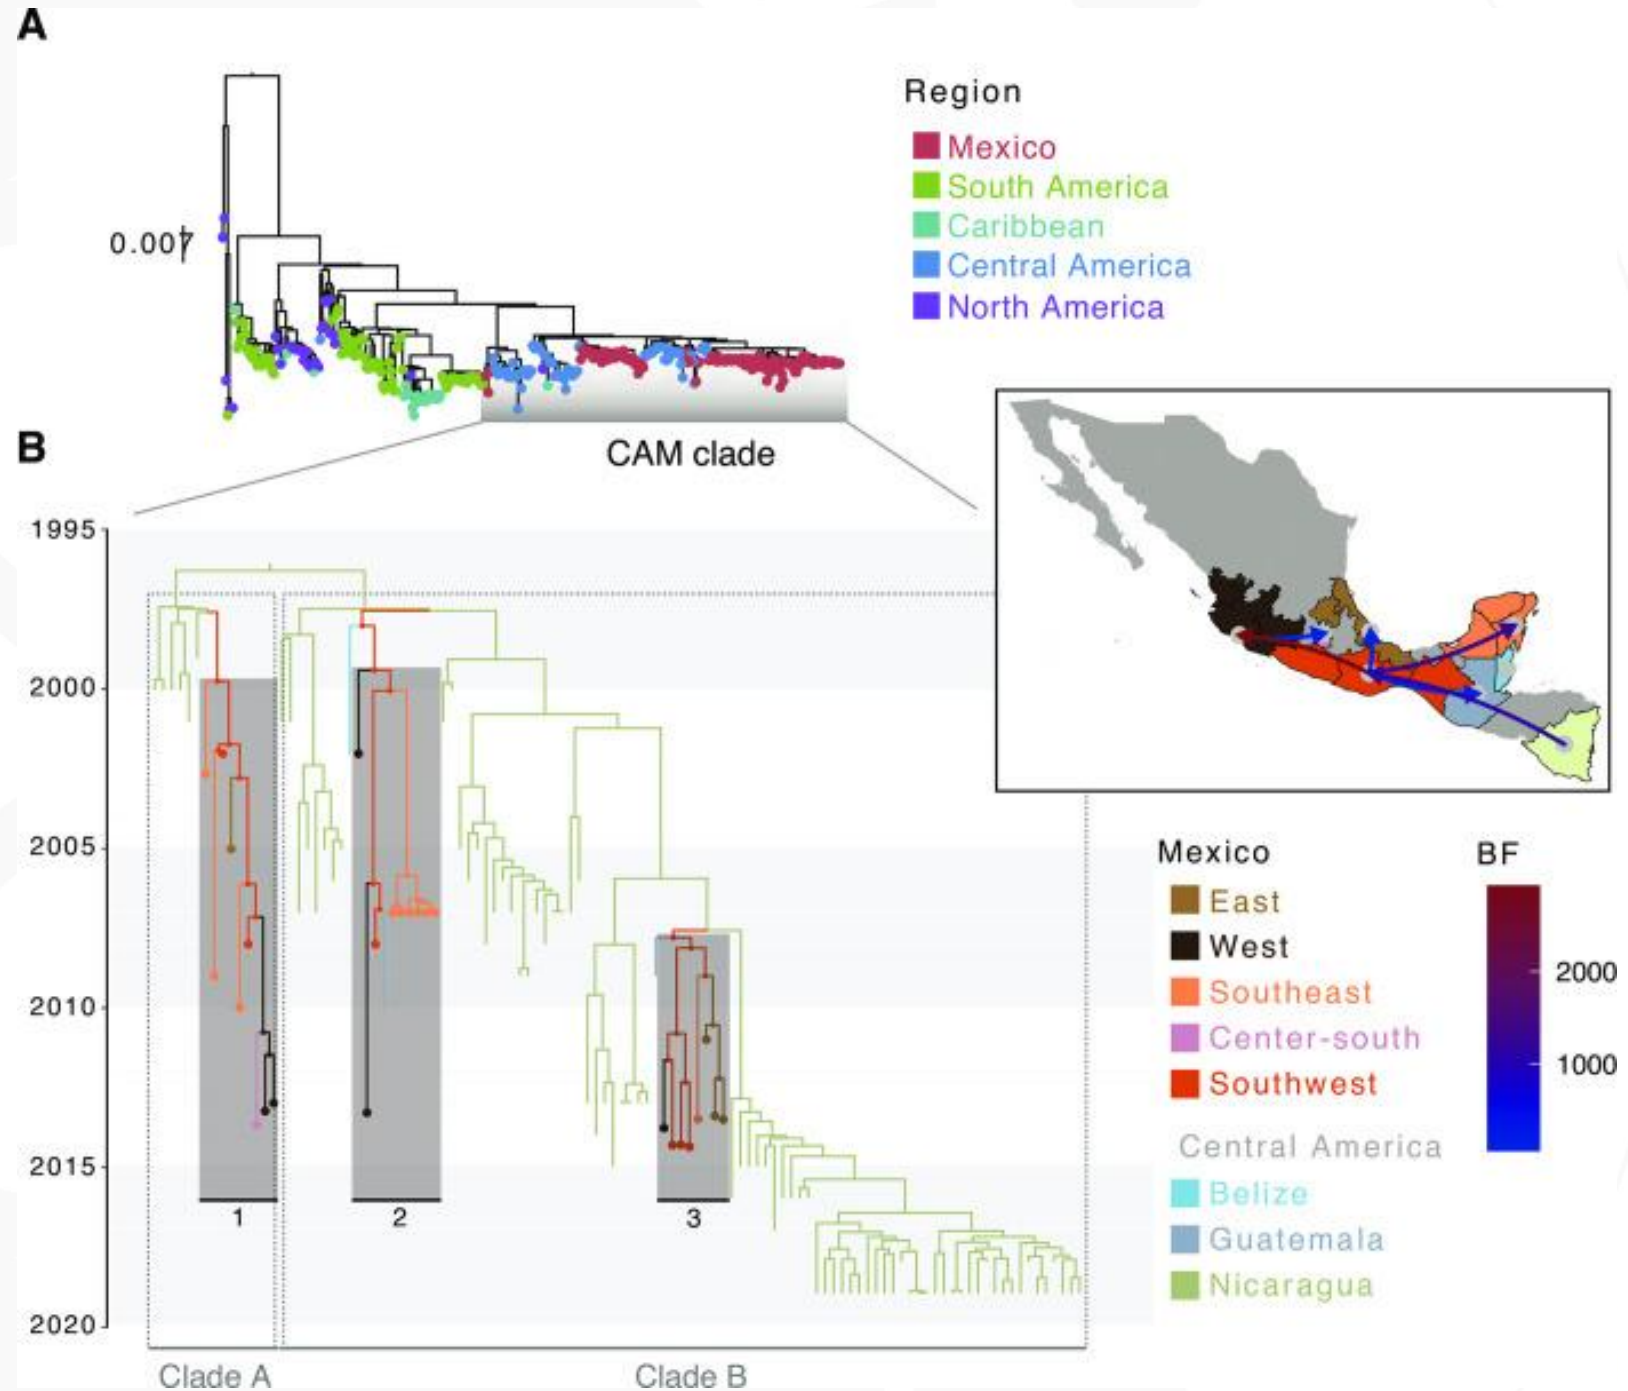 A
Region
Mexico
South America
Caribbean
Central America
North America
0.007
CAM clade
B
1995
2000
2005
2010
2015
2020
1
2
3
Clade A
Clade B
Mexico
East
West
Southeast
Center-south
Southwest
Central America
Belize
Guatemala
Nicaragua
BF
2000
1000